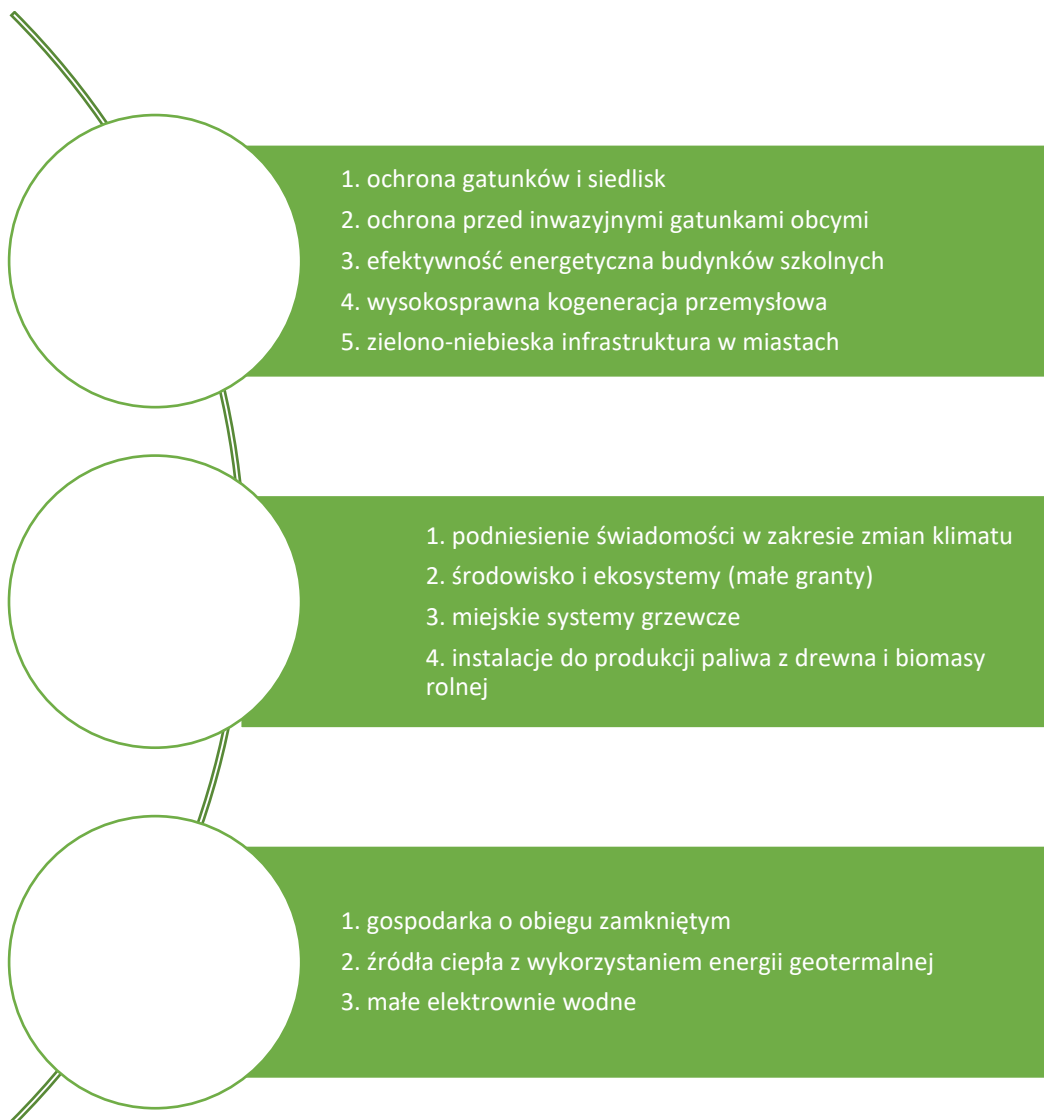 1. ochrona gatunków i siedlisk
2. ochrona przed inwazyjnymi gatunkami obcymi
3. efektywność energetyczna budynków szkolnych
4. wysokosprawna kogeneracja przemysłowa
5. zielono-niebieska infrastruktura w miastach
1. podniesienie świadomości w zakresie zmian klimatu
2. środowisko i ekosystemy (małe granty)
3. miejskie systemy grzewcze
4. instalacje do produkcji paliwa z drewna i biomasy
rolnej
1. gospodarka o obiegu zamkniętym
2. źródła ciepła z wykorzystaniem energii geotermalnej
3. małe elektrownie wodne